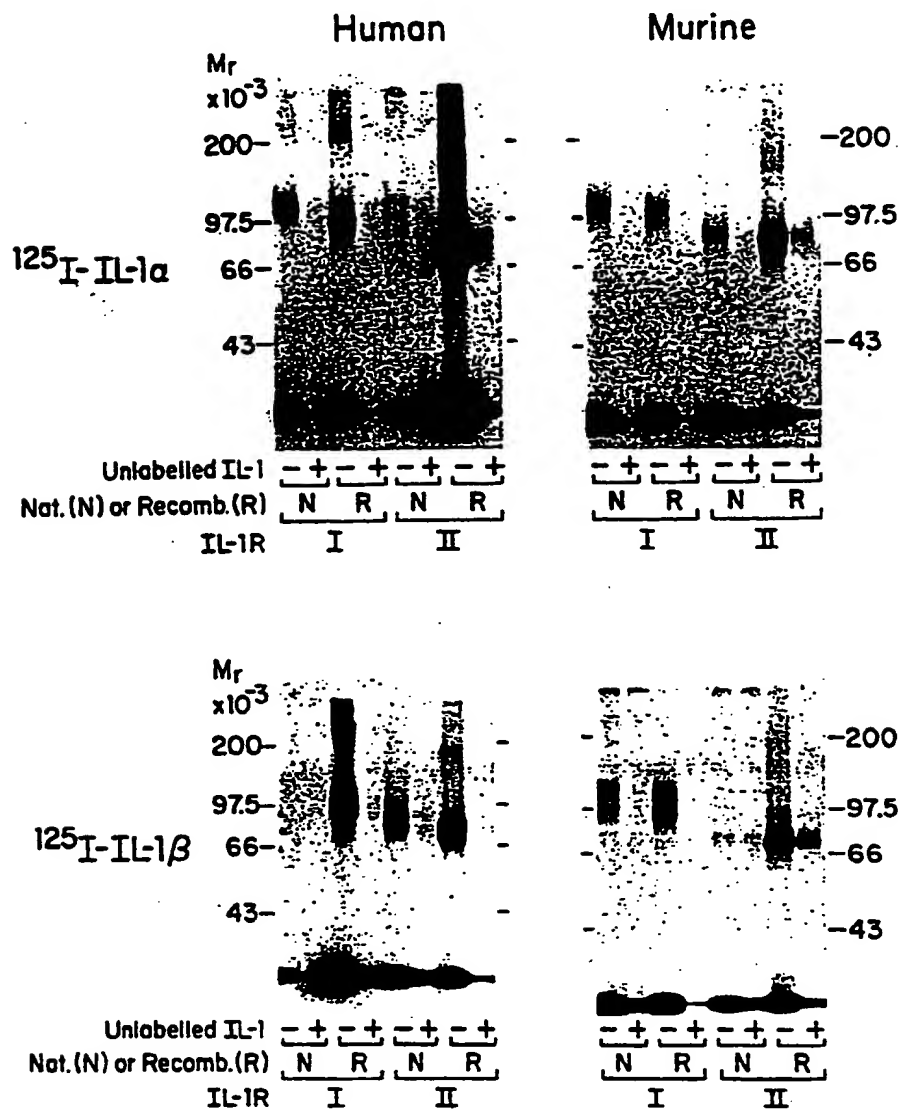 Human Murine
Mr
x10⁻³
200– –200
97.5– –97.5
¹²⁵I-IL-1α
66– –66
43– –43
Unlabelled IL-1 – + – + – + – + – + – + – + – +
Nat.(N) or Recomb.(R) N R N R N R N R
IL-1R I II I II
Mr
x10⁻³
200– –200
97.5– –97.5
¹²⁵I-IL-1β
66– –66
43– –43
Unlabelled IL-1 – + – + – + – + – + – + – + – +
Nat.(N) or Recomb.(R) N R N R N R N R
IL-1R I II I II